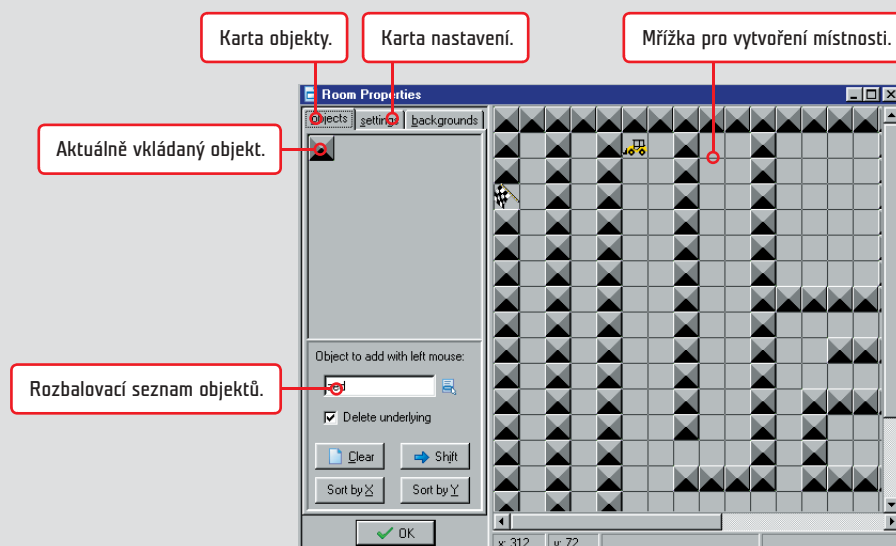 Karta objekty.
Karta nastavení.
Mřížka pro vytvoření místnosti.
Room Properties
objects
settings
backgrounds
Aktuálně vkládaný objekt.
Object to add with left mouse:
Rozbalovací seznam objektů.
Delete underlying
Clear
Shift
Sort by X
Sort by Y
OK
x: 312
y: 72